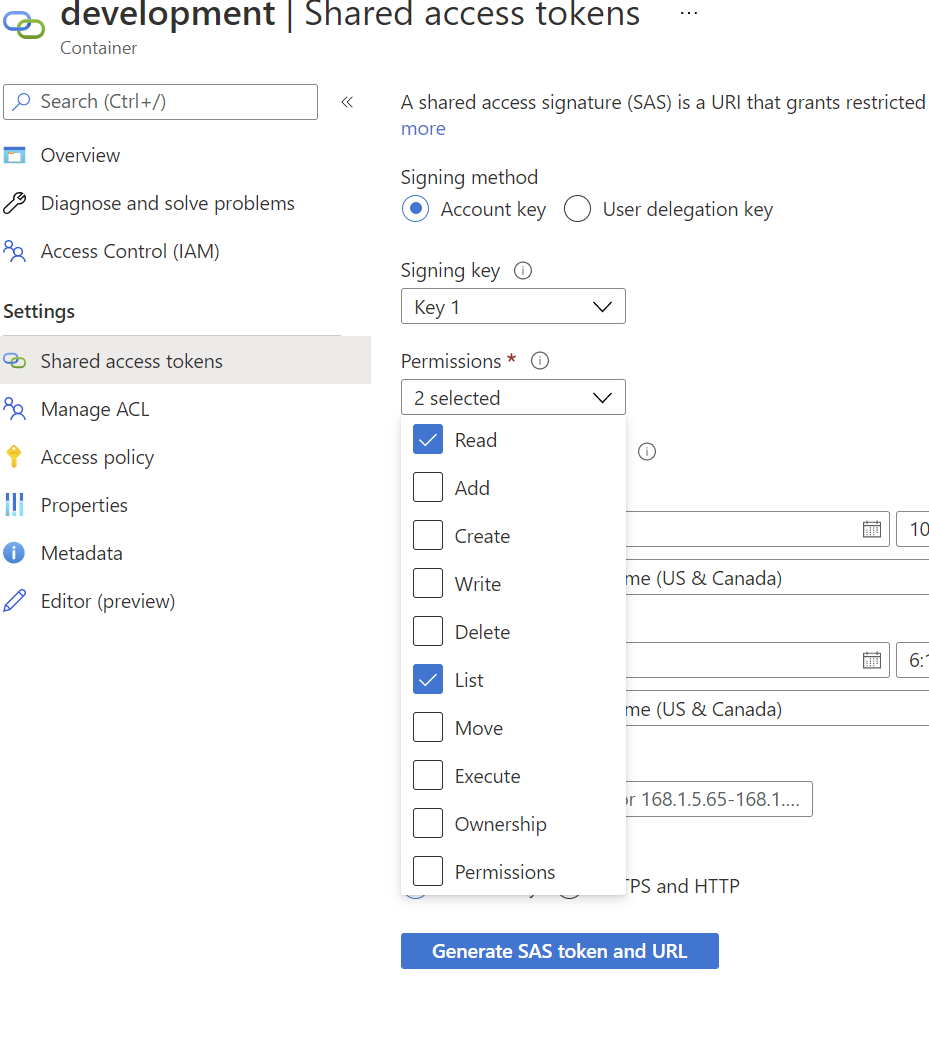 development | Shared access tokens ...
Container
Search (Ctrl+/)
«
Overview
Diagnose and solve problems
Access Control (IAM)
Settings
Shared access tokens
Manage ACL
Access policy
Properties
Metadata
Editor (preview)
A shared access signature (SAS) is a URI that grants restricted
more
Signing method
Account key
User delegation key
Signing key
Key 1
Permissions *
2 selected
Read
Add
Create
10
Write
me (US & Canada)
Delete
List
6:1
Move
me (US & Canada)
Execute
or 168.1.5.65-168.1....
Ownership
Permissions
TPS and HTTP
Generate SAS token and URL